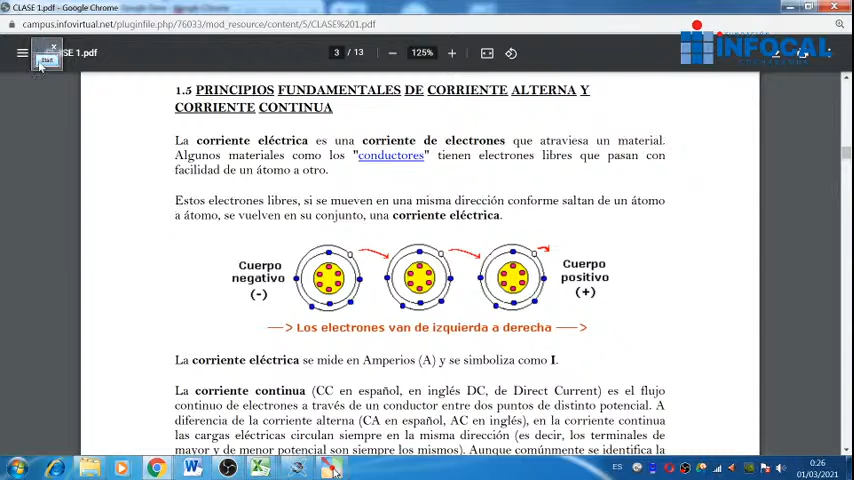 CLASE 1.pdf - Google Chrome
campus.infovirtual.net/pluginfile.php/76033/mod_resource/content/5/CLASE%201.pdf
SE 1.pdf
3 / 13
125%
INFOCAL
1.5 PRINCIPIOS FUNDAMENTALES DE CORRIENTE ALTERNA Y
CORRIENTE CONTINUA
La corriente eléctrica es una corriente de electrones que atraviesa un material.
Algunos materiales como los "conductores" tienen electrones libres que pasan con
facilidad de un átomo a otro.
Estos electrones libres, si se mueven en una misma dirección conforme saltan de un átomo
a átomo, se vuelven en su conjunto, una corriente eléctrica.
Cuerpo
negativo
(-)
Cuerpo
positivo
(+)
Los electrones van de izquierda a derecha
La corriente eléctrica se mide en Amperios (A) y se simboliza como I.
La corriente continua (CC en español, en inglés DC, de Direct Current) es el flujo
continuo de electrones a través de un conductor entre dos puntos de distinto potencial. A
diferencia de la corriente alterna (CA en español, AC en inglés), en la corriente continua
las cargas eléctricas circulan siempre en la misma dirección (es decir, los terminales de
mayor y de menor potencial son siempre los mismos). Aunque comúnmente se identifica la
ES
0:26
01/03/2021